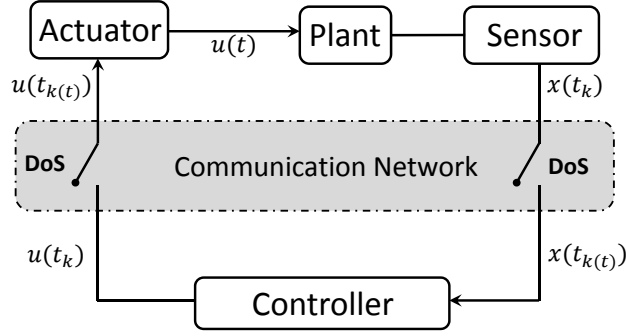 Actuator
u(t)
Plant
Sensor
u(t_{k(t)})
x(t_k)
DoS
Communication Network
DoS
u(t_k)
x(t_{k(t)})
Controller